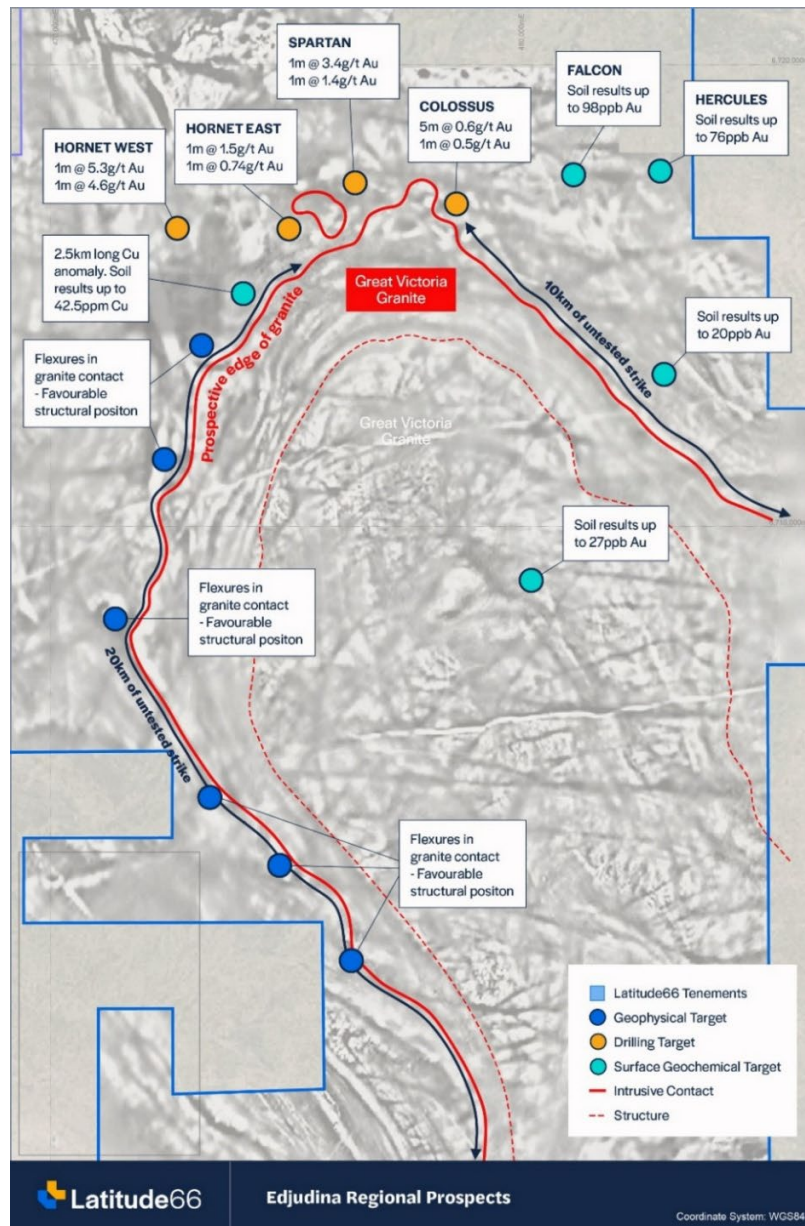 SPARTAN
1m @ 3.4g/t Au
1m @ 1.4g/t Au
FALCON
Soil results up
to 98ppb Au
HERCULES
Soil results up
to 76ppb Au
COLOSSUS
5m @ 0.6g/t Au
1m @ 0.5g/t Au
HORNET EAST
1m @ 1.5g/t Au
1m @ 0.74g/t Au
HORNET WEST
1m @ 5.3g/t Au
1m @ 4.6g/t Au
2.5km long Cu
anomaly. Soil
results up to
42.5ppm Cu
Great Victoria
Granite
10km of untested strike
Soil results up
to 20ppb Au
Flexures in
granite contact
- Favourable
structural positon
Prospective edge of granite
Great Victoria
Granite
Soil results up
to 27ppb Au
Flexures in
granite contact
- Favourable
structural positon
20km of untested strike
Flexures in
granite contact
- Favourable
structural positon
Latitude66 Tenements
Geophysical Target
Drilling Target
Surface Geochemical Target
Intrusive Contact
Structure
Latitude66
Edjudina Regional Prospects
Coordinate System: WGS84